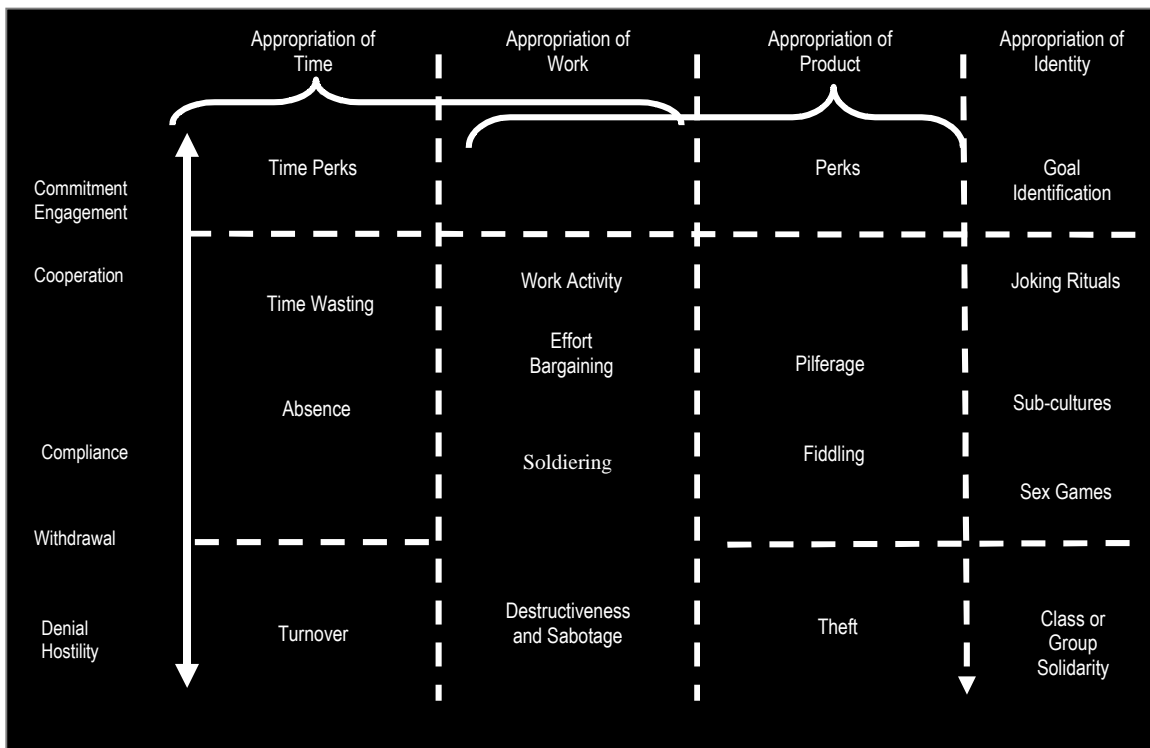 Appropriation of
Time
Appropriation of
Work
Appropriation of
Product
Appropriation of
Identity
Commitment
Engagement
Time Perks
Perks
Goal
Identification
Cooperation
Time Wasting
Work Activity
Joking Rituals
Effort
Bargaining
Pilferage
Absence
Sub-cultures
Compliance
Soldiering
Fiddling
Sex Games
Withdrawal
Denial
Hostility
Turnover
Destructiveness
and Sabotage
Theft
Class or
Group
Solidarity